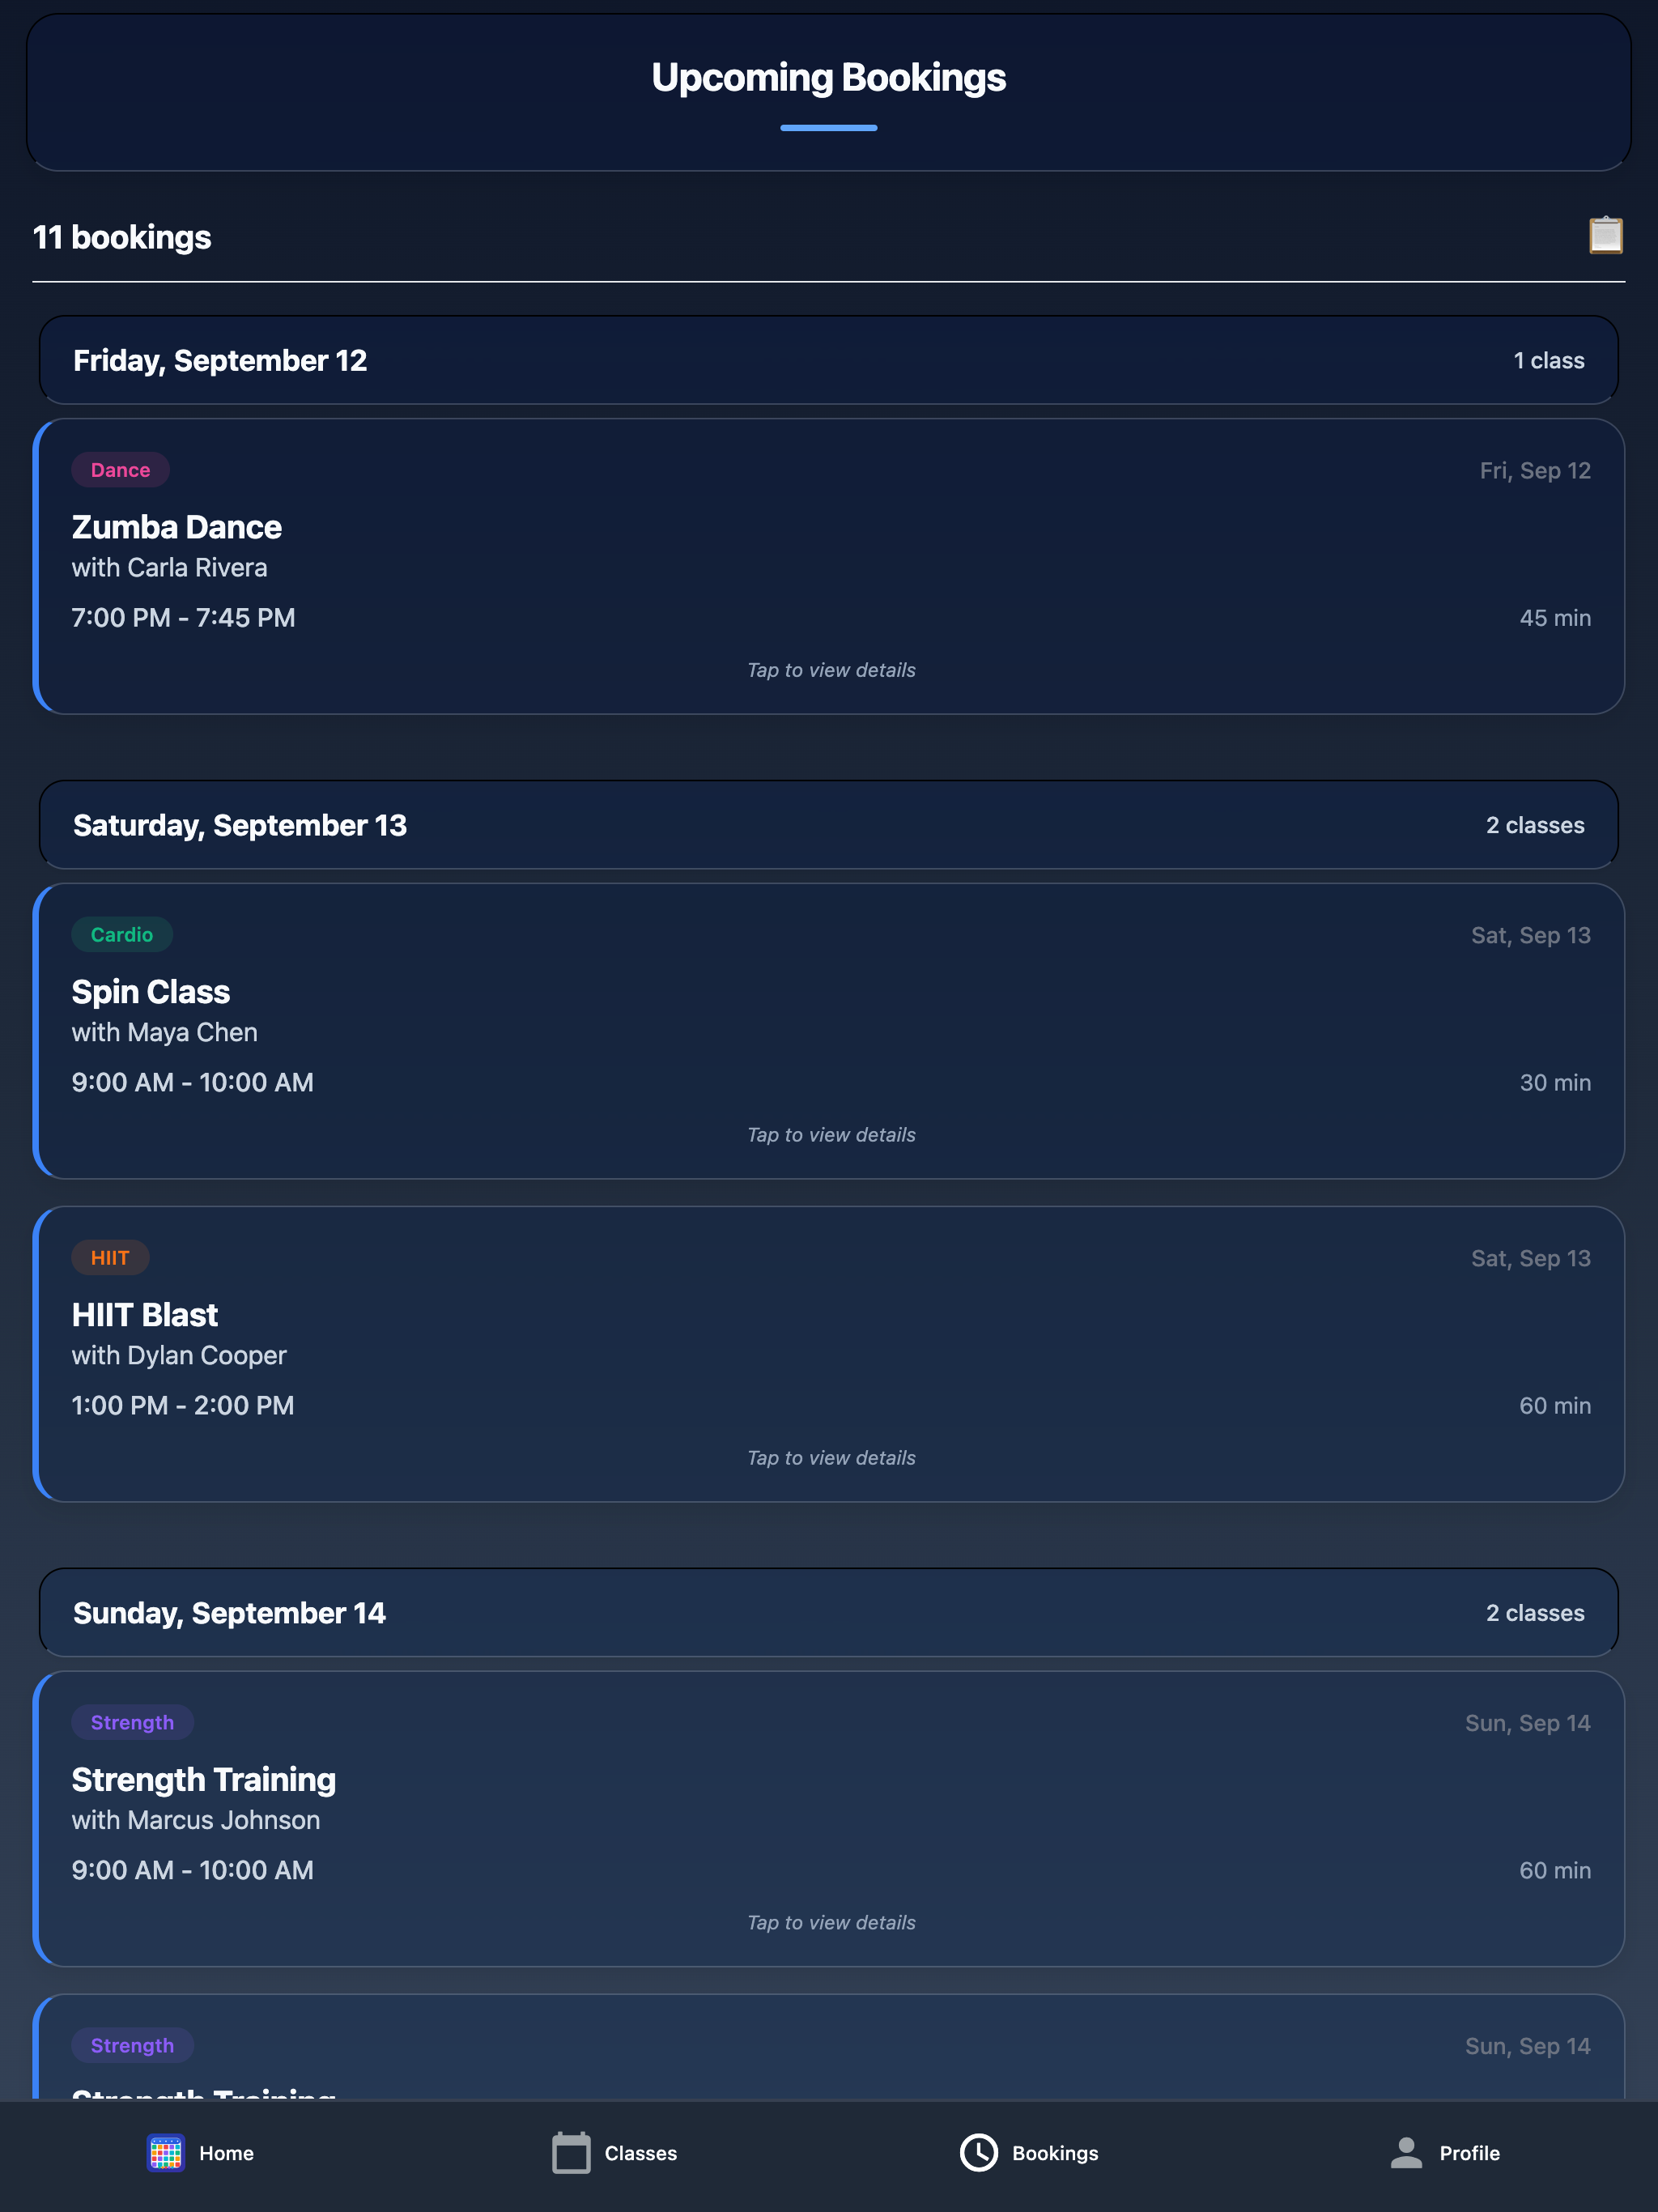 Upcoming Bookings
11 bookings
Friday, September 12 1 class
Dance Fri, Sep 12
Zumba Dance
with Carla Rivera
7:00 PM - 7:45 PM 45 min
Tap to view details
Saturday, September 13 2 classes
Cardio Sat, Sep 13
Spin Class
with Maya Chen
9:00 AM - 10:00 AM 30 min
Tap to view details
HIIT Sat, Sep 13
HIIT Blast
with Dylan Cooper
1:00 PM - 2:00 PM 60 min
Tap to view details
Sunday, September 14 2 classes
Strength Sun, Sep 14
Strength Training
with Marcus Johnson
9:00 AM - 10:00 AM 60 min
Tap to view details
Strength Sun, Sep 14
Strength Training
Home Classes Bookings Profile